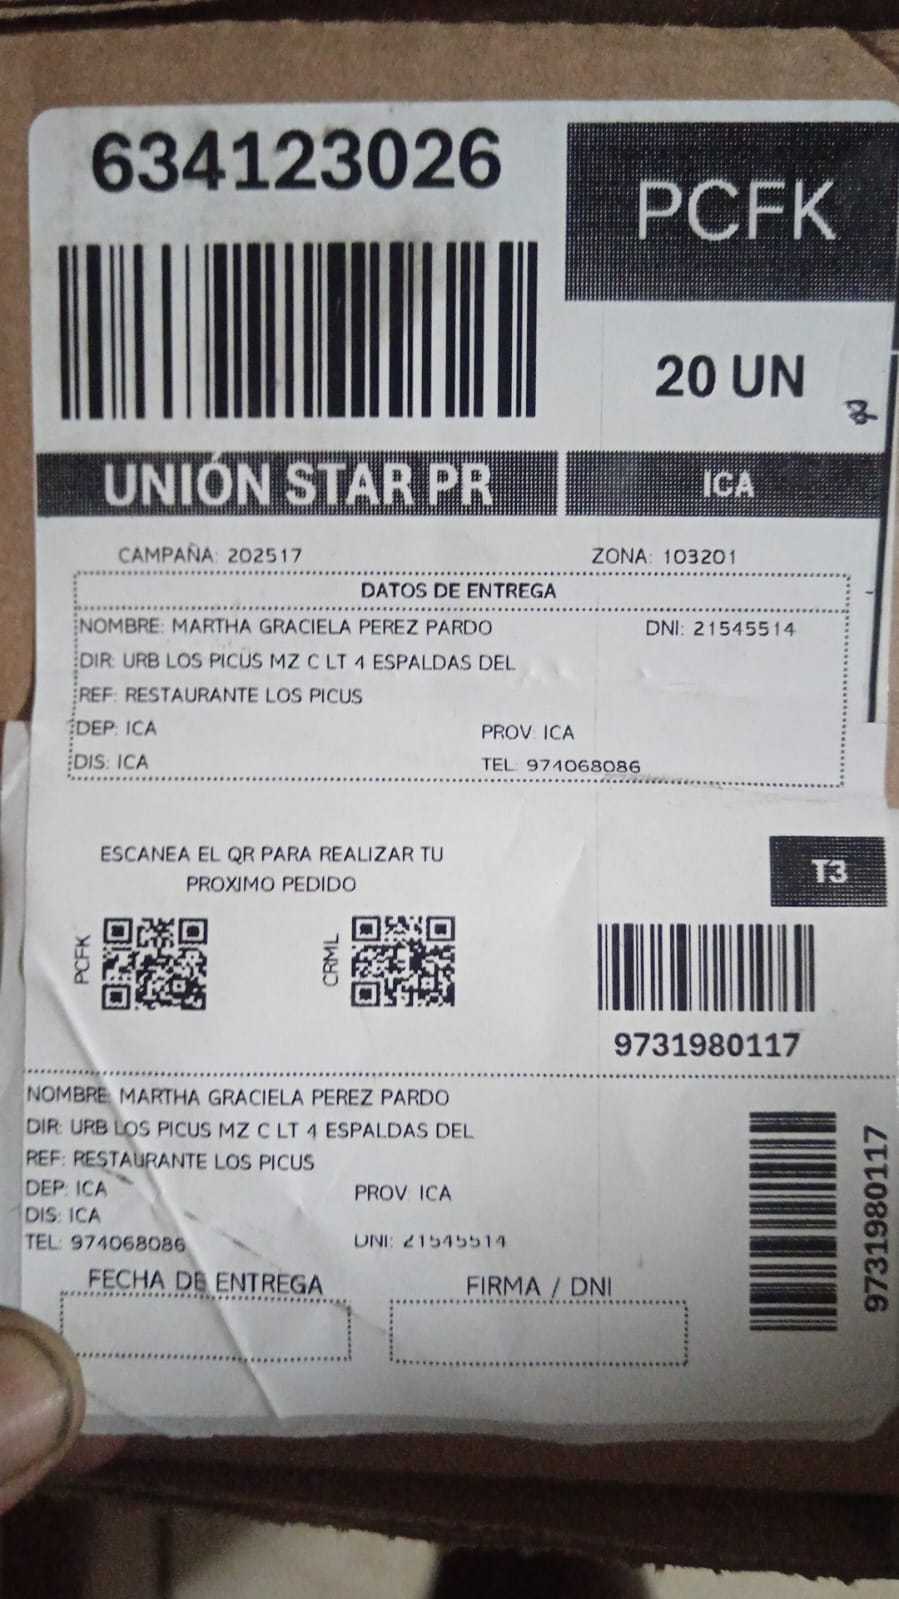 634123026
PCFK
20 UN
UNIÓN STAR PR
ICA
CAMPAÑA: 202517
ZONA: 103201
DATOS DE ENTREGA
NOMBRE: MARTHA GRACIELA PEREZ PARDO
DNI: 21545514
DIR: URB LOS PICUS MZ C LT 4 ESPALDAS DEL
REF: RESTAURANTE LOS PICUS
DEP: ICA
PROV: ICA
DIS: ICA
TEL: 974068086
ESCANEA EL QR PARA REALIZAR TU
PROXIMO PEDIDO
PCFK
CRML
T3
9731980117
NOMBRE: MARTHA GRACIELA PEREZ PARDO
DIR: URB LOS PICUS MZ C LT 4 ESPALDAS DEL
REF: RESTAURANTE LOS PICUS
DEP: ICA
PROV: ICA
DIS: ICA
TEL: 974068086
DNI: 21545514
9731980117
FECHA DE ENTREGA
FIRMA / DNI